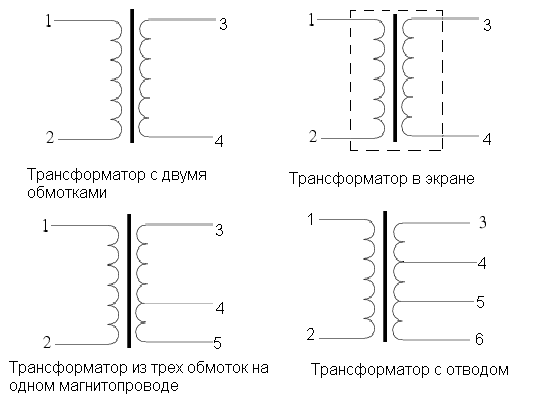 1 3
2 4
Трансформатор с двумя
обмотками
1 3
2 4
Трансформатор в экране
1 3
4
2 5
Трансформатор из трех обмоток на
одном магнитопроводе
1 3
4
5
2 6
Трансформатор с отводом